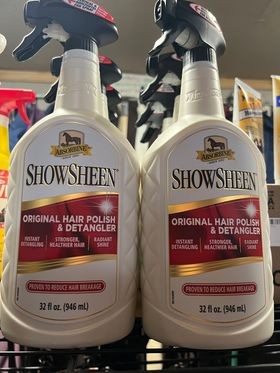 ABSORBINE
SHOWSHEEN
ORIGINAL HAIR POLISH
& DETANGLER
INSTANT DETANGLING
STRONGER, HEALTHIER HAIR
RADIANT SHINE
PROVEN TO REDUCE HAIR BREAKAGE
32 fl. oz. (946 mL)
ABSORBINE
SHOWSHEEN
ORIGINAL HAIR POLISH
& DETANGLER
INSTANT DETANGLING
STRONGER, HEALTHIER HAIR
RADIANT SHINE
PROVEN TO REDUCE HAIR BREAKAGE
32 fl. oz. (946 mL)